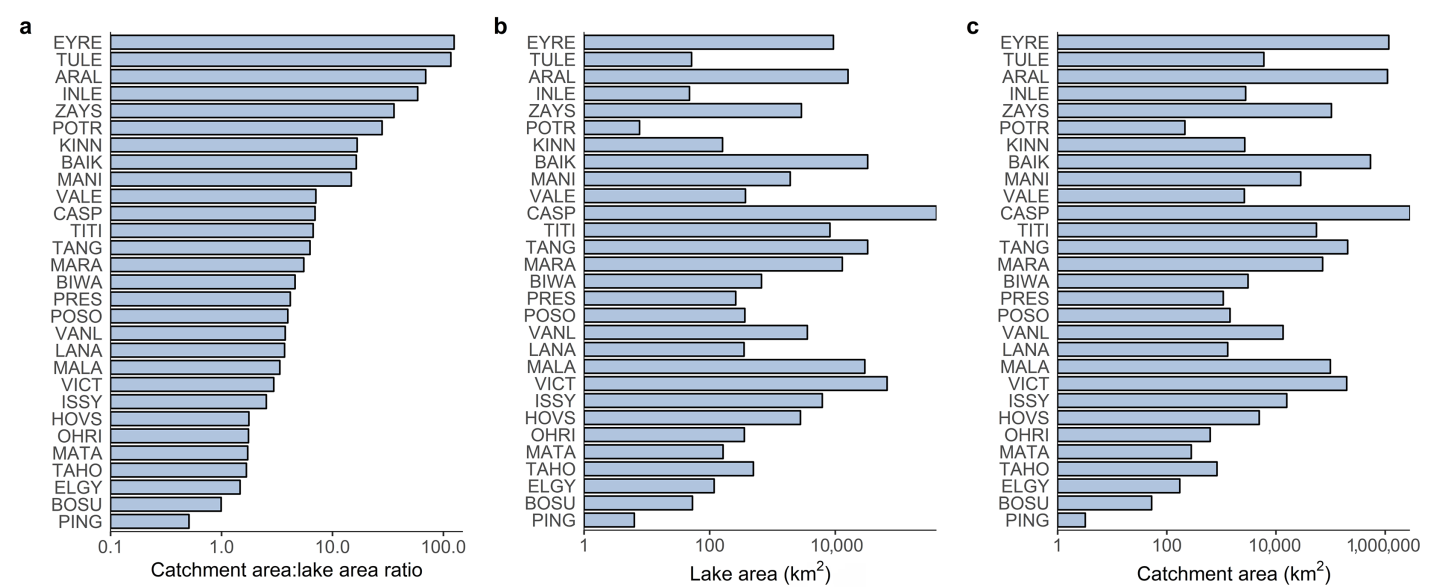 a
EYRE
TULE
ARAL
INLE
ZAYS
POTR
KINN
BAIK
MANI
VALE
CASP
TITI
TANG
MARA
BIWA
PRES
POSO
VANL
LANA
MALA
VICT
ISSY
HOVS
OHRI
MATA
TAHO
ELGY
BOSU
PING
0.1 1.0 10.0 100.0
Catchment area:lake area ratio
b
EYRE
TULE
ARAL
INLE
ZAYS
POTR
KINN
BAIK
MANI
VALE
CASP
TITI
TANG
MARA
BIWA
PRES
POSO
VANL
LANA
MALA
VICT
ISSY
HOVS
OHRI
MATA
TAHO
ELGY
BOSU
PING
1 100 10,000
Lake area (km²)
c
EYRE
TULE
ARAL
INLE
ZAYS
POTR
KINN
BAIK
MANI
VALE
CASP
TITI
TANG
MARA
BIWA
PRES
POSO
VANL
LANA
MALA
VICT
ISSY
HOVS
OHRI
MATA
TAHO
ELGY
BOSU
PING
1 100 10,000 1,000,000
Catchment area (km²)